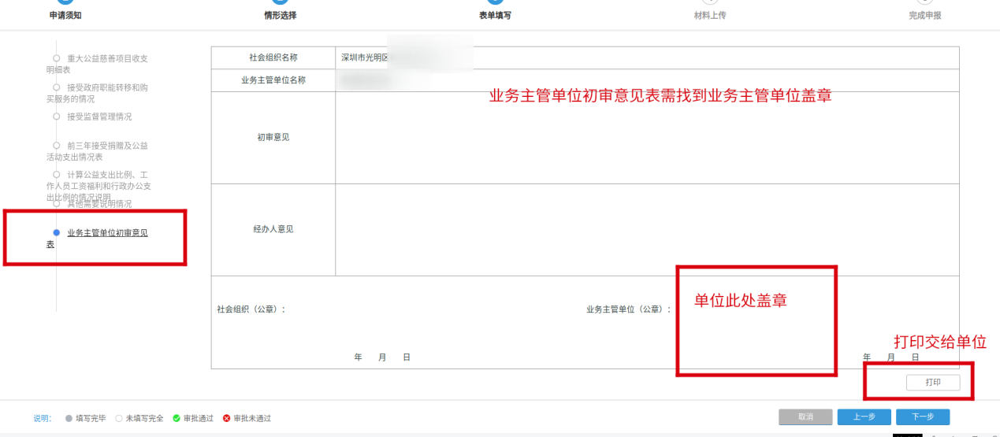 申请须知
情形选择
表单填写
材料上传
完成申报
重大公益慈善项目收支
明细表
接受政府职能转移和购
买服务的情况
接受监督管理情况
前三年接受捐赠及公益
活动支出情况表
计算公益支出比例、工
作人员工资福利和行政办公支
出比例的情况说明
其他需要说明情况
业务主管单位初审意见
表
社会组织名称
深圳市光明区
业务主管单位名称
业务主管单位初审意见表需找到业务主管单位盖章
初审意见
经办人意见
社会组织（公章）：
业务主管单位（公章）：
单位此处盖章
年 月 日
年 月 日
打印交给单位
打印
说明： 填写完毕 未填写完全 审批通过 审批未通过
取消 上一步 下一步